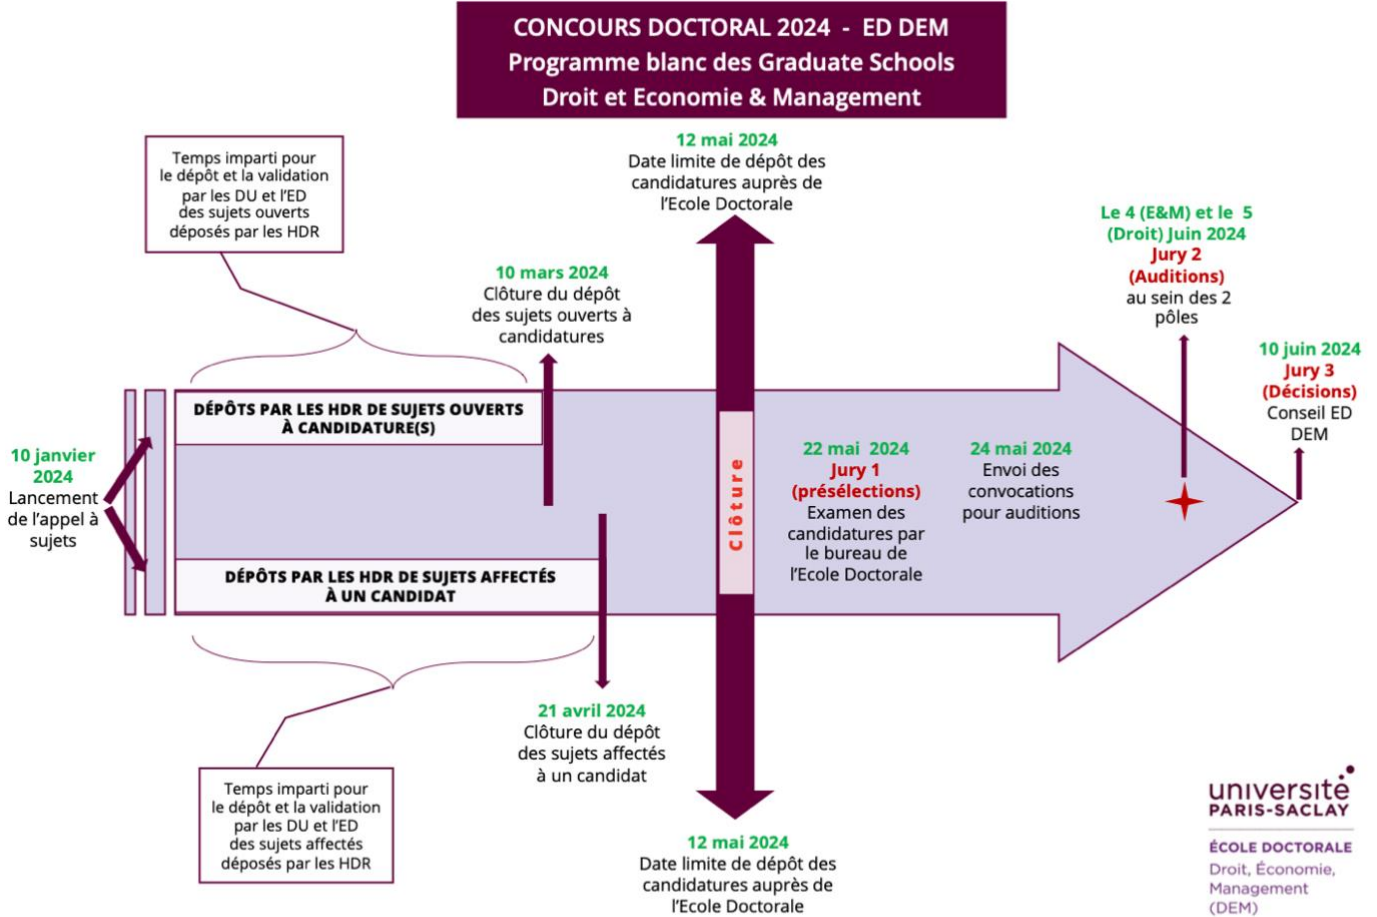 CONCOURS DOCTORAL 2024 - ED DEM
Programme blanc des Graduate Schools
Droit et Economie & Management
12 mai 2024
Date limite de dépôt des
candidatures auprès de
l'Ecole Doctorale
Temps imparti pour
le dépôt et la validation
par les DU et l'ED
des sujets ouverts
déposés par les HDR
10 mars 2024
Clôture du dépôt
des sujets ouverts à
candidatures
Le 4 (E&M) et le 5
(Droit) Juin 2024
Jury 2
(Auditions)
au sein des 2
pôles
10 juin 2024
Jury 3
(Décisions)
Conseil ED
DEM
DÉPÔTS PAR LES HDR DE SUJETS OUVERTS
À CANDIDATURE(S)
10 janvier
2024
Lancement
de l'appel à
sujets
Clôture
22 mai 2024
Jury 1
(présélections)
Examen des
candidatures par
le bureau de
l'Ecole Doctorale
24 mai 2024
Envoi des
convocations
pour auditions
DÉPÔTS PAR LES HDR DE SUJETS AFFECTÉS
À UN CANDIDAT
21 avril 2024
Clôture du dépôt
des sujets affectés
à un candidat
Temps imparti pour
le dépôt et la validation
par les DU et l'ED
des sujets affectés
déposés par les HDR
12 mai 2024
Date limite de dépôt des
candidatures auprès de
l'Ecole Doctorale
université
PARIS-SACLAY
ÉCOLE DOCTORALE
Droit, Économie,
Management
(DEM)